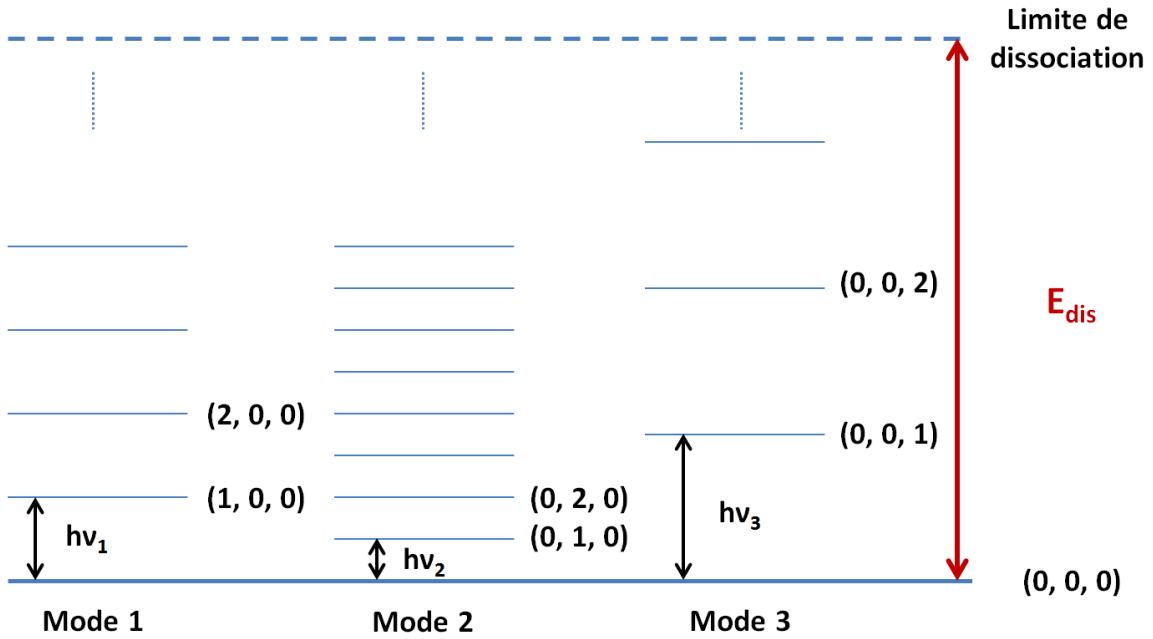 Limite de
dissociation
(0, 0, 2)
E_dis
(2, 0, 0)
(0, 0, 1)
(1, 0, 0)
(0, 2, 0)
hν₃
hν₁
(0, 1, 0)
hν₂
(0, 0, 0)
Mode 1
Mode 2
Mode 3